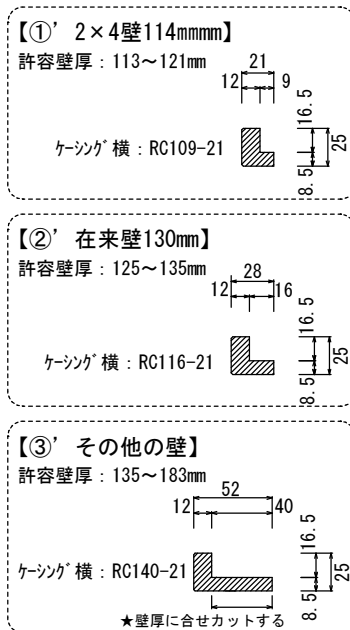 【①’ 2×4壁114mmmm】
許容壁厚：113～121mm
21
12 9
ｹｰｼﾝｸﾞ横：RC109-21
16.5
25
8.5
【②’ 在来壁130mm】
許容壁厚：125～135mm
28
12 16
ｹｰｼﾝｸﾞ横：RC116-21
16.5
25
8.5
【③’ その他の壁】
許容壁厚：135～183mm
52
12 40
ｹｰｼﾝｸﾞ横：RC140-21
16.5
25
8.5
★壁厚に合せカットする